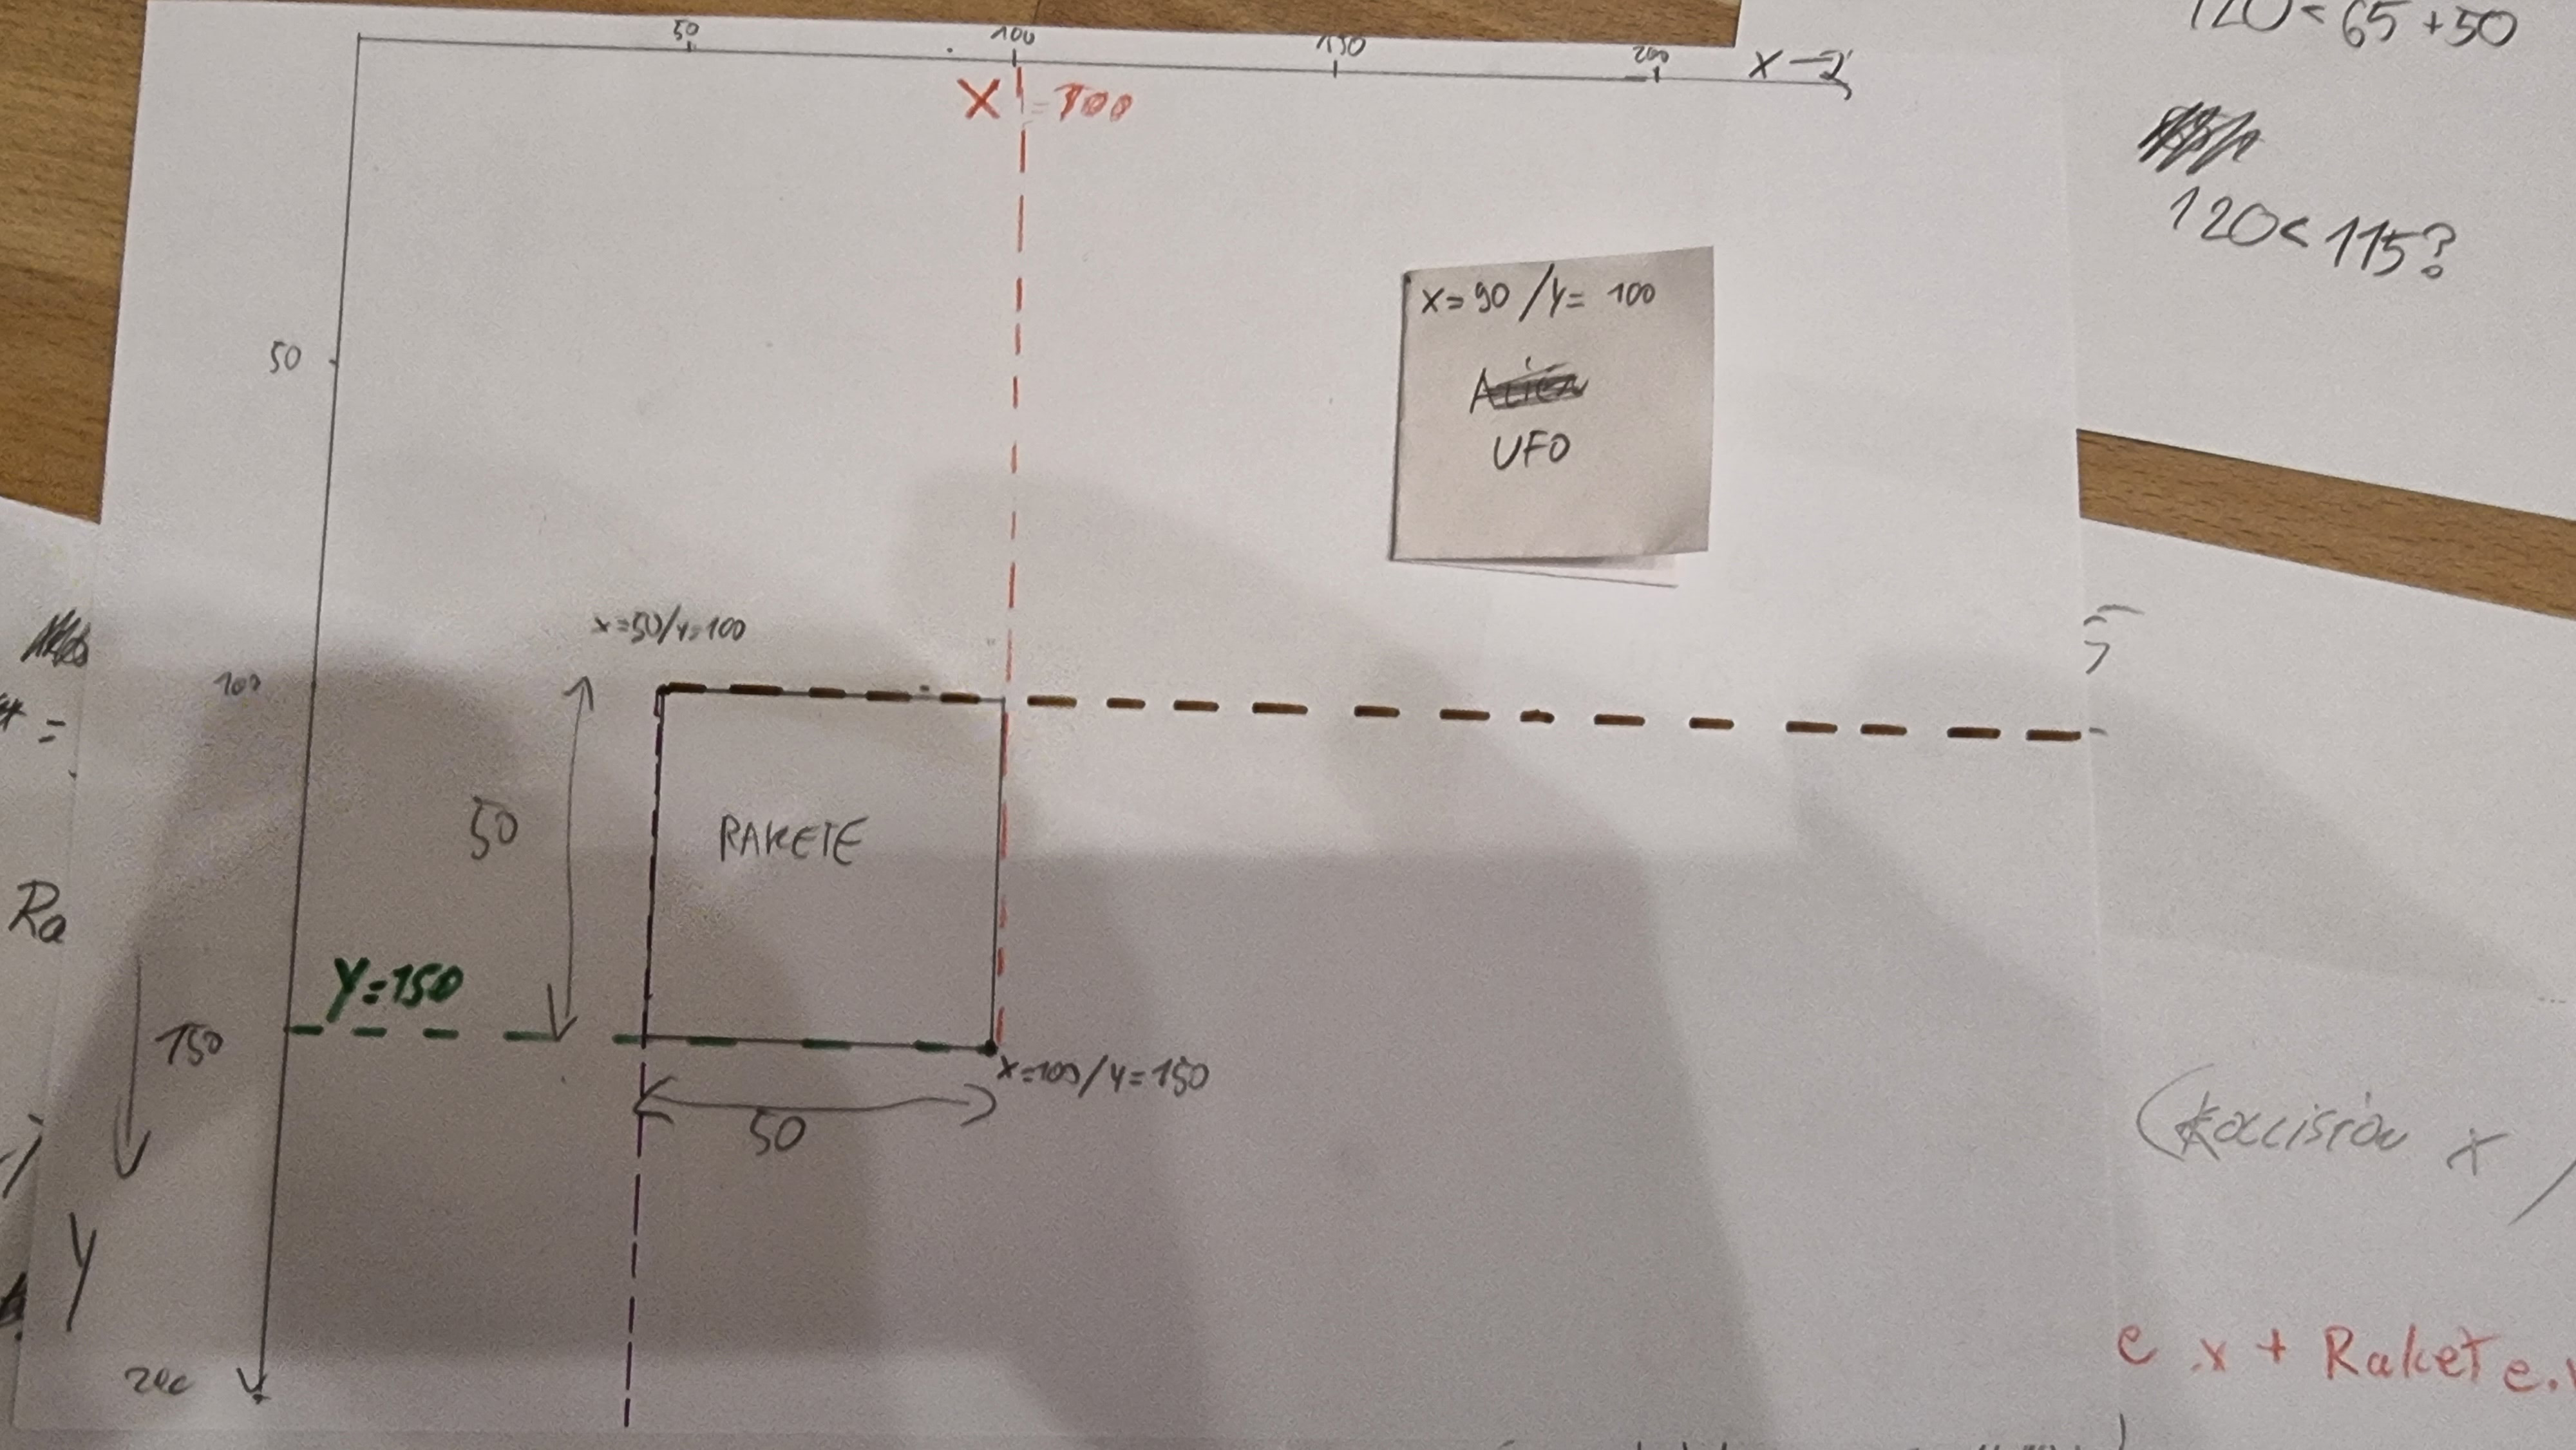 120 < 65 + 50
50
100
150
200
X
X = 100
120 < 115?
x = 90 / Y = 100
UFO
50
x = 50 / Y = 100
100
50
RAKETE
=
Ra
Y = 150
150
x = 100 / Y = 150
50
(Kollision x
Y
200
e.x + Rakete.